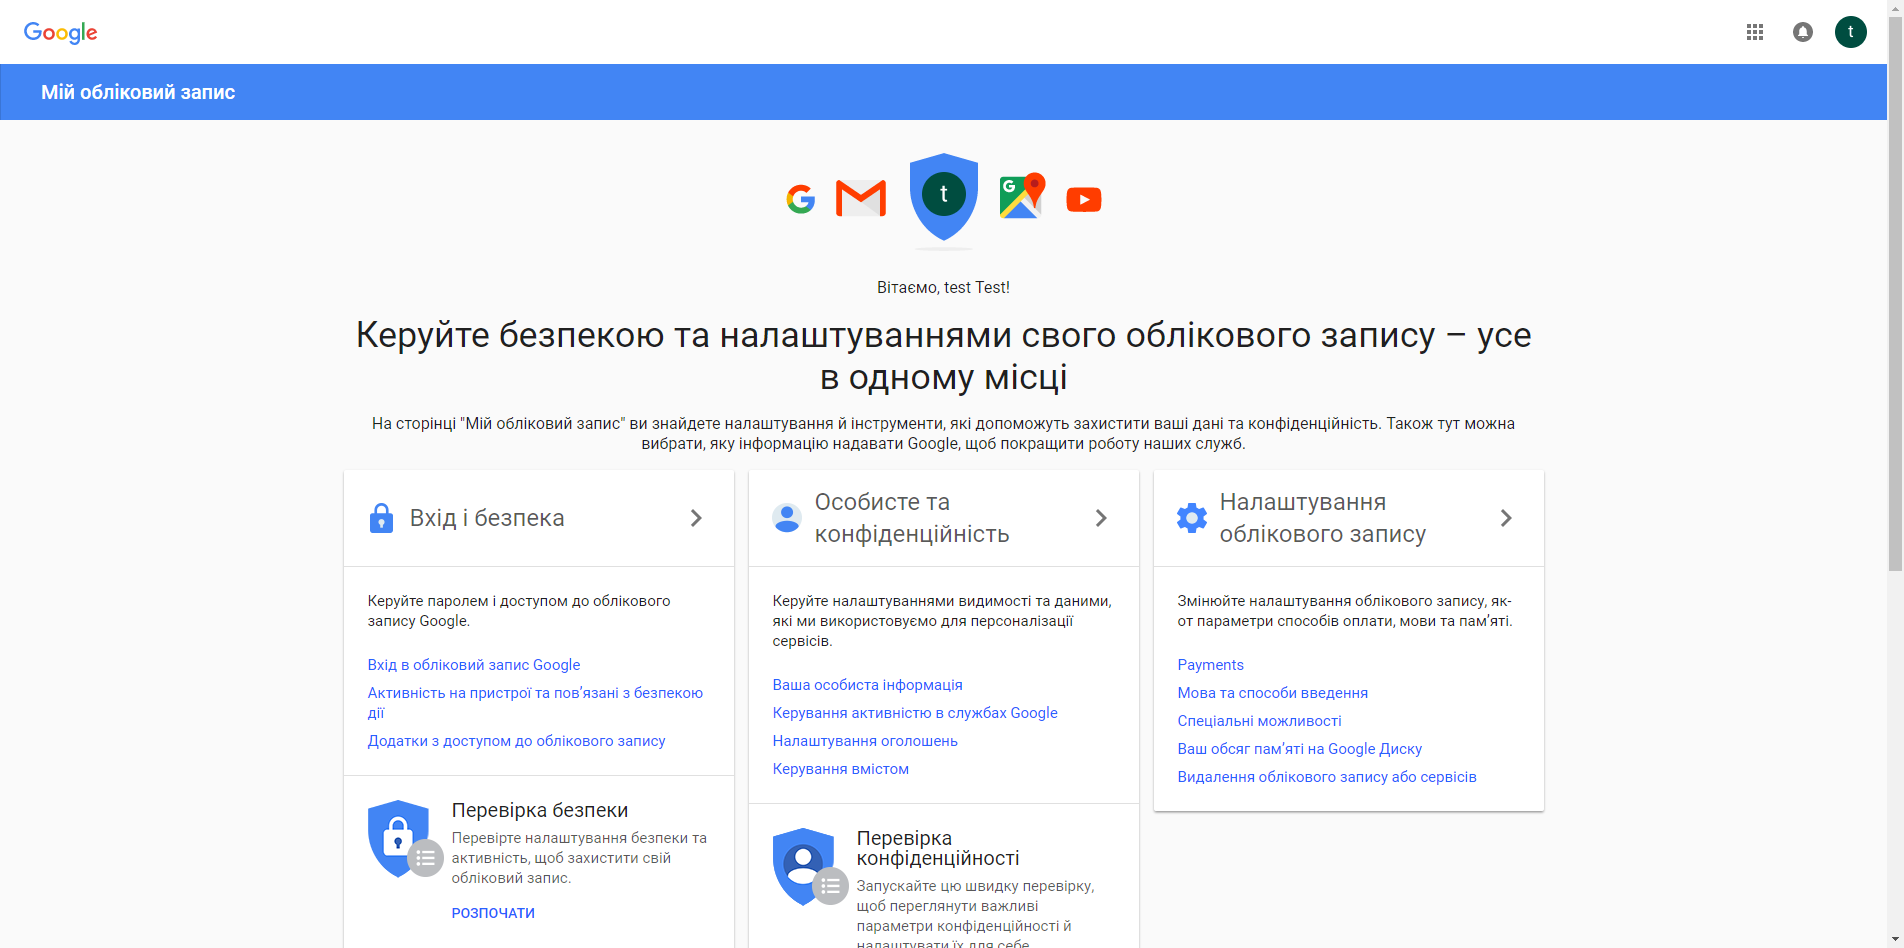 Google
t
Мій обліковий запис
t
Вітаємо, test Test!
Керуйте безпекою та налаштуваннями свого облікового запису – усе
в одному місці
На сторінці "Мій обліковий запис" ви знайдете налаштування й інструменти, які допоможуть захистити ваші дані та конфіденційність. Також тут можна
вибрати, яку інформацію надавати Google, щоб покращити роботу наших служб.
Вхід і безпека
Керуйте паролем і доступом до облікового
запису Google.
Вхід в обліковий запис Google
Активність на пристрої та пов’язані з безпекою
дії
Додатки з доступом до облікового запису
Перевірка безпеки
Перевірте налаштування безпеки та
активність, щоб захистити свій
обліковий запис.
РОЗПОЧАТИ
Особисте та
конфіденційність
Керуйте налаштуваннями видимості та даними,
які ми використовуємо для персоналізації
сервісів.
Ваша особиста інформація
Керування активністю в службах Google
Налаштування оголошень
Керування вмістом
Перевірка
конфіденційності
Запускайте цю швидку перевірку,
щоб переглянути важливі
параметри конфіденційності й
налаштувати їх для себе
Налаштування
облікового запису
Змінюйте налаштування облікового запису, як-
от параметри способів оплати, мови та пам’яті.
Payments
Мова та способи введення
Спеціальні можливості
Ваш обсяг пам’яті на Google Диску
Видалення облікового запису або сервісів